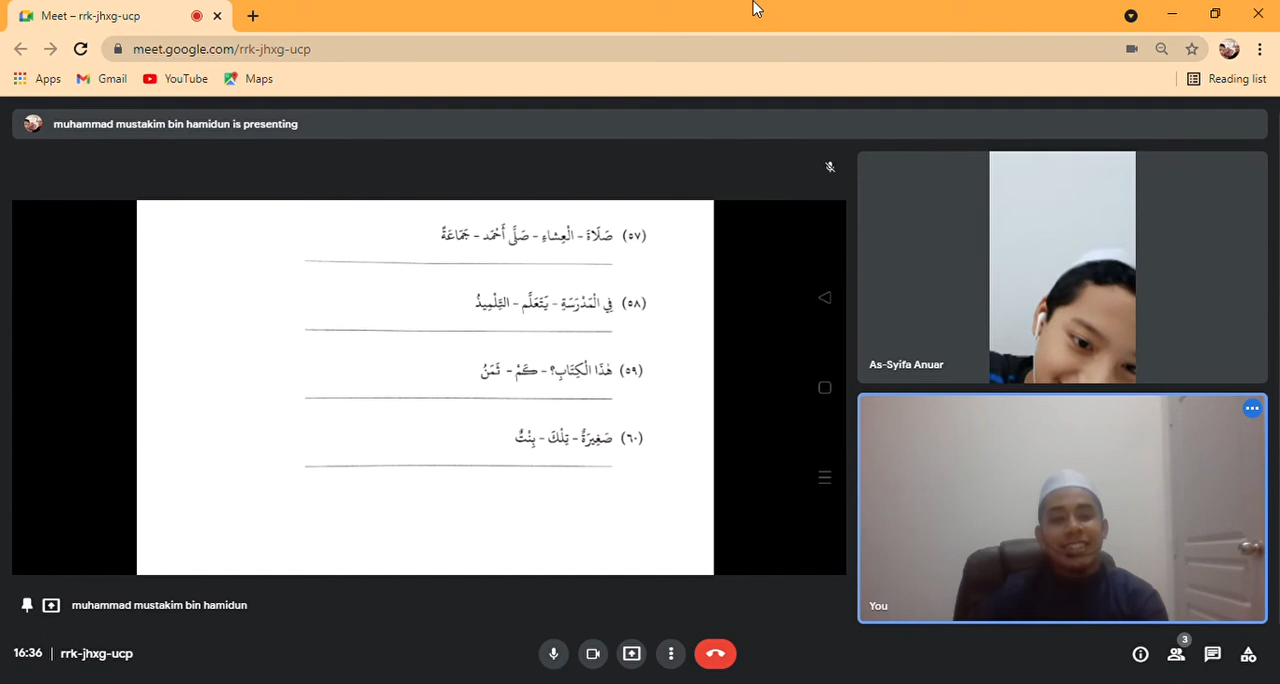 Meet – rrk-jhxg-ucp
meet.google.com/rrk-jhxg-ucp
Apps Gmail YouTube Maps Reading list
muhammad mustakim bin hamidun is presenting
(٥٧) صَلَاةَ - الْعِشاءِ - صَلَّى أَحْمَد - جَمَاعَةً
(٥٨) فِي الْمَدْرَسَةِ - يَتَعَلَّم - التِّلْمِيذُ
(٥٩) هٰذَا الْكِتَابِ؟ - كَمْ - ثَمَنُ
(٦٠) صَغِيرَةٌ - تِلْكَ - بِنْتٌ
As-Syifa Anuar
You
muhammad mustakim bin hamidun
16:36 | rrk-jhxg-ucp
3